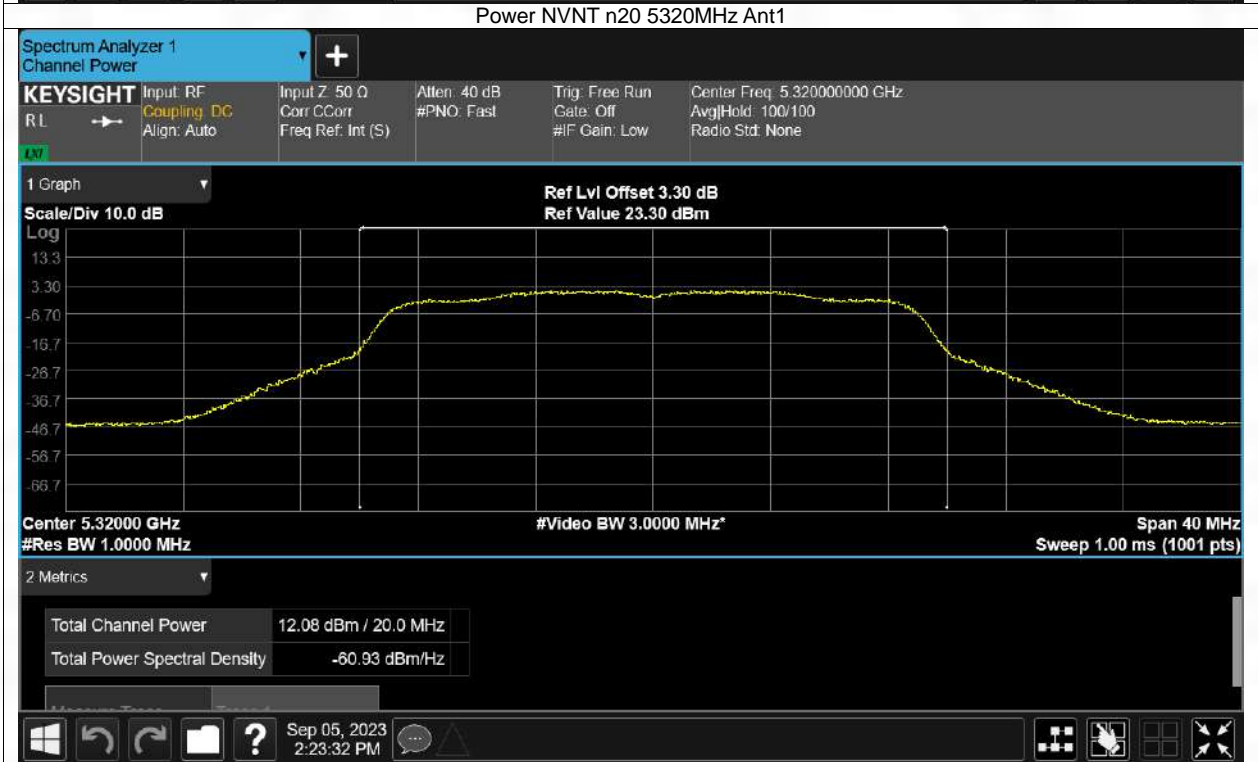 Power NVNT n20 5320MHz Ant1
Spectrum Analyzer 1
Channel Power
KEYSIGHT
RL
LXI
Input: RF
Coupling: DC
Align: Auto
Input Z: 50 Ω
Corr CCorr
Freq Ref: Int (S)
Atten: 40 dB
#PNO: Fast
Trig: Free Run
Gate: Off
#IF Gain: Low
Center Freq: 5.320000000 GHz
Avg|Hold: 100/100
Radio Std: None
1 Graph
Scale/Div 10.0 dB
Ref Lvl Offset 3.30 dB
Ref Value 23.30 dBm
Log
13.3
3.30
-6.70
-16.7
-26.7
-36.7
-46.7
-56.7
-66.7
Center 5.32000 GHz
#Video BW 3.0000 MHz*
Span 40 MHz
#Res BW 1.0000 MHz
Sweep 1.00 ms (1001 pts)
2 Metrics
Total Channel Power 12.08 dBm / 20.0 MHz
Total Power Spectral Density -60.93 dBm/Hz
?
Sep 05, 2023
2:23:32 PM